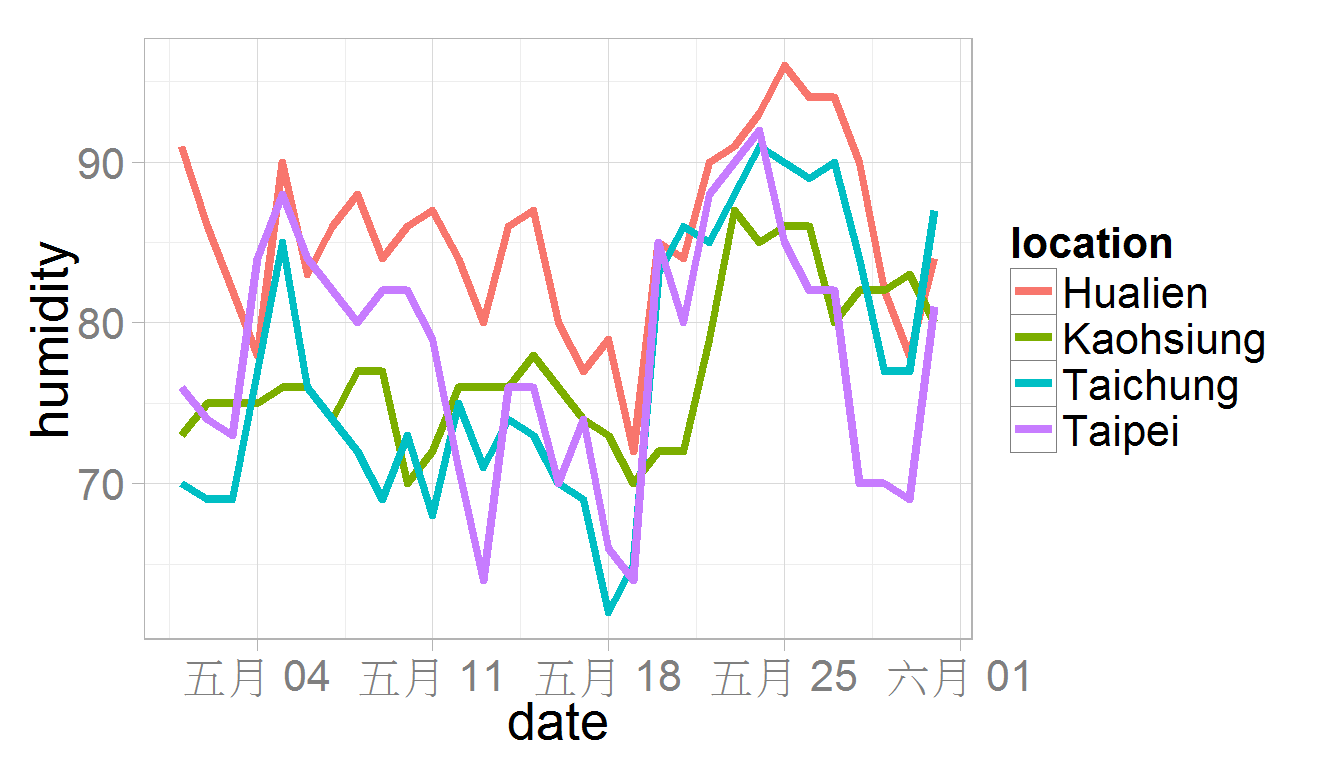 humidity
90
80
70
五月 04 五月 11 五月 18 五月 25 六月 01
date
location
Hualien
Kaohsiung
Taichung
Taipei